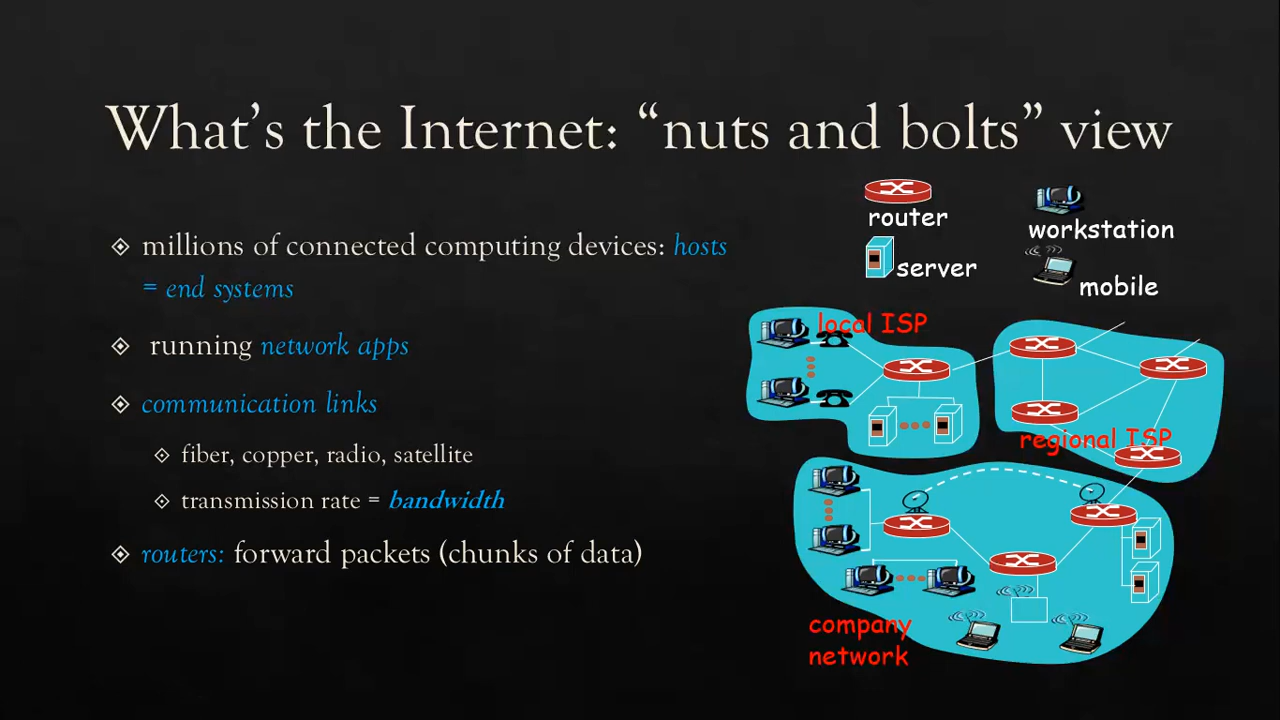 What's the Internet: “nuts and bolts” view
millions of connected computing devices: hosts
= end systems
running network apps
communication links
fiber, copper, radio, satellite
transmission rate = bandwidth
routers: forward packets (chunks of data)
router
workstation
server
mobile
local ISP
regional ISP
company
network